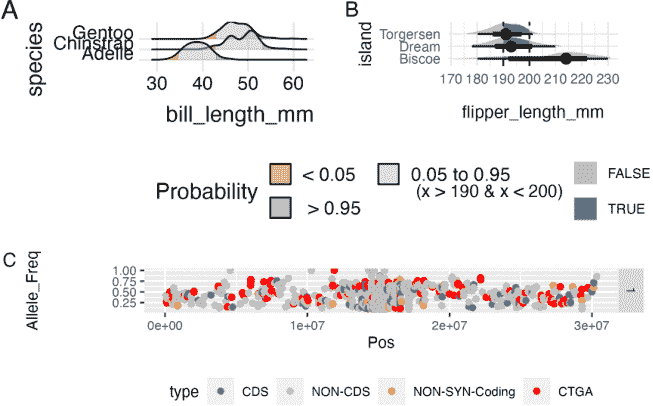 A
species
Gentoo
Chinstrap
Adelie
30 40 50 60
bill_length_mm
B
island
Torgersen
Dream
Biscoe
170 180 190 200 210 220 230
flipper_length_mm
Probability
< 0.05
> 0.95
0.05 to 0.95
(x > 190 & x < 200)
FALSE
TRUE
C
Allele_Freq
1.00
0.75
0.50
0.25
1
0e+00 1e+07 2e+07 3e+07
Pos
type CDS NON-CDS NON-SYN-Coding CTGA